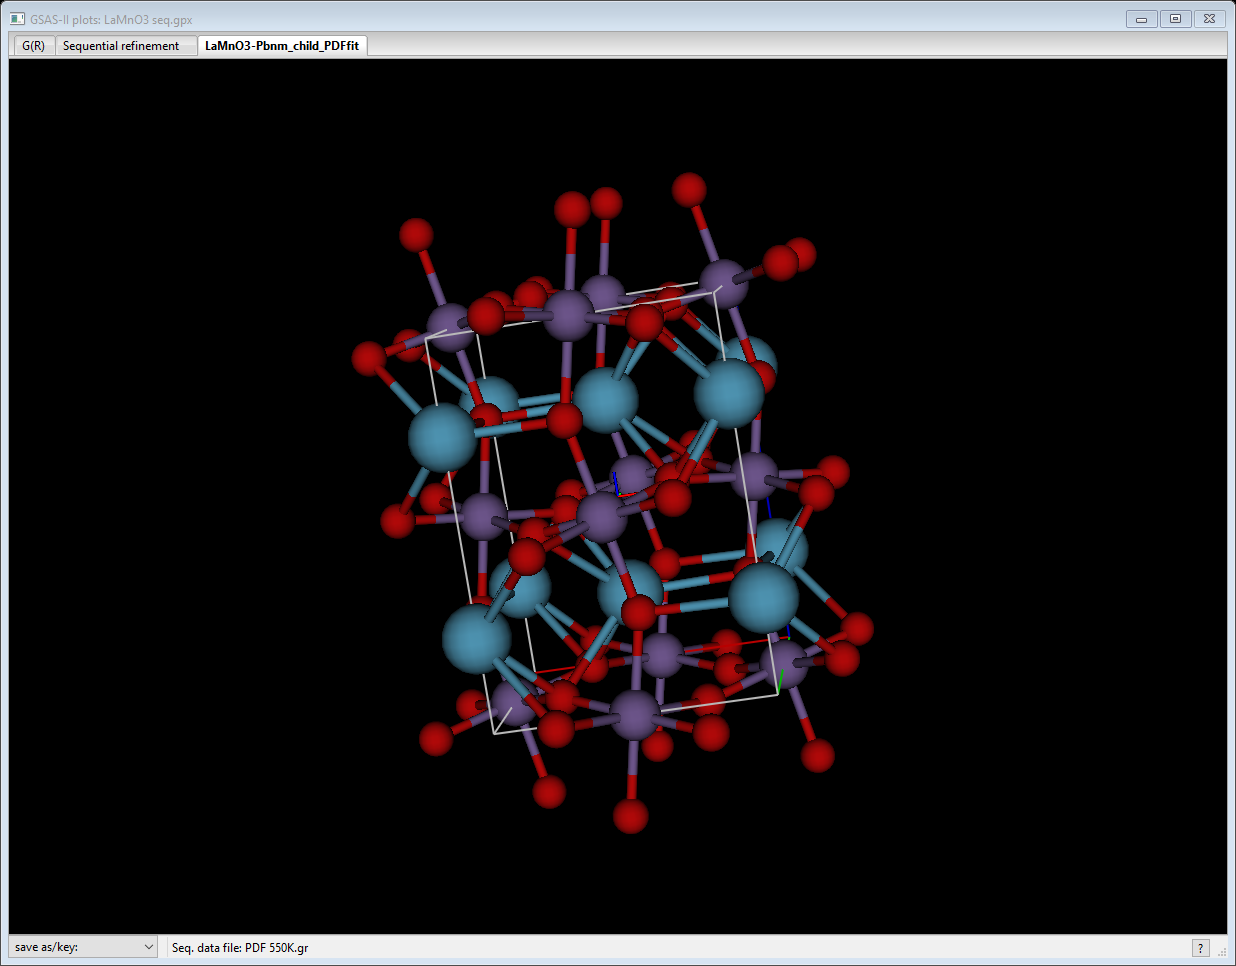 GSAS-II plots: LaMnO3 seq.gpx
G(R) Sequential refinement LaMnO3-Pbnm_child_PDFfit
save as/key: Seq. data file: PDF 550K.gr ?